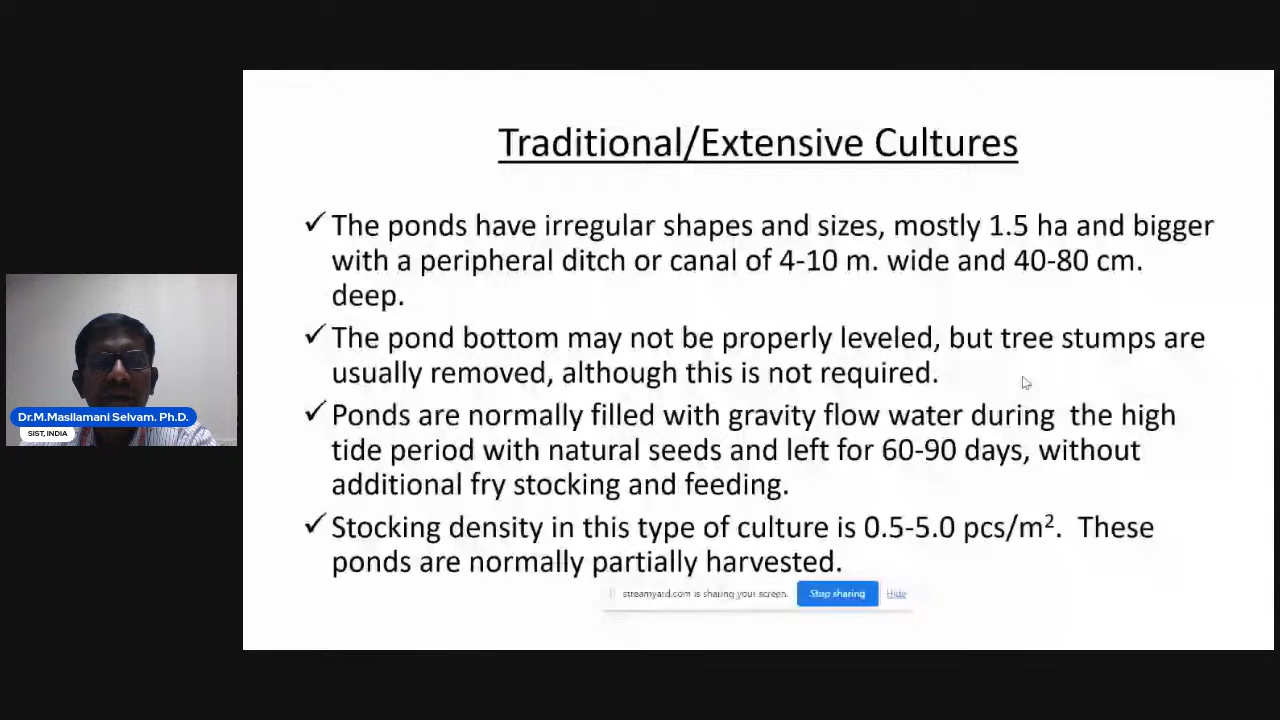 Traditional/Extensive Cultures
✓ The ponds have irregular shapes and sizes, mostly 1.5 ha and bigger
with a peripheral ditch or canal of 4-10 m. wide and 40-80 cm.
deep.
✓ The pond bottom may not be properly leveled, but tree stumps are
usually removed, although this is not required.
✓ Ponds are normally filled with gravity flow water during the high
tide period with natural seeds and left for 60-90 days, without
additional fry stocking and feeding.
✓ Stocking density in this type of culture is 0.5-5.0 pcs/m². These
ponds are normally partially harvested.
streamyard.com is sharing your screen. Stop sharing Hide
Dr.M.Masilamani Selvam. Ph.D.
SIST, INDIA